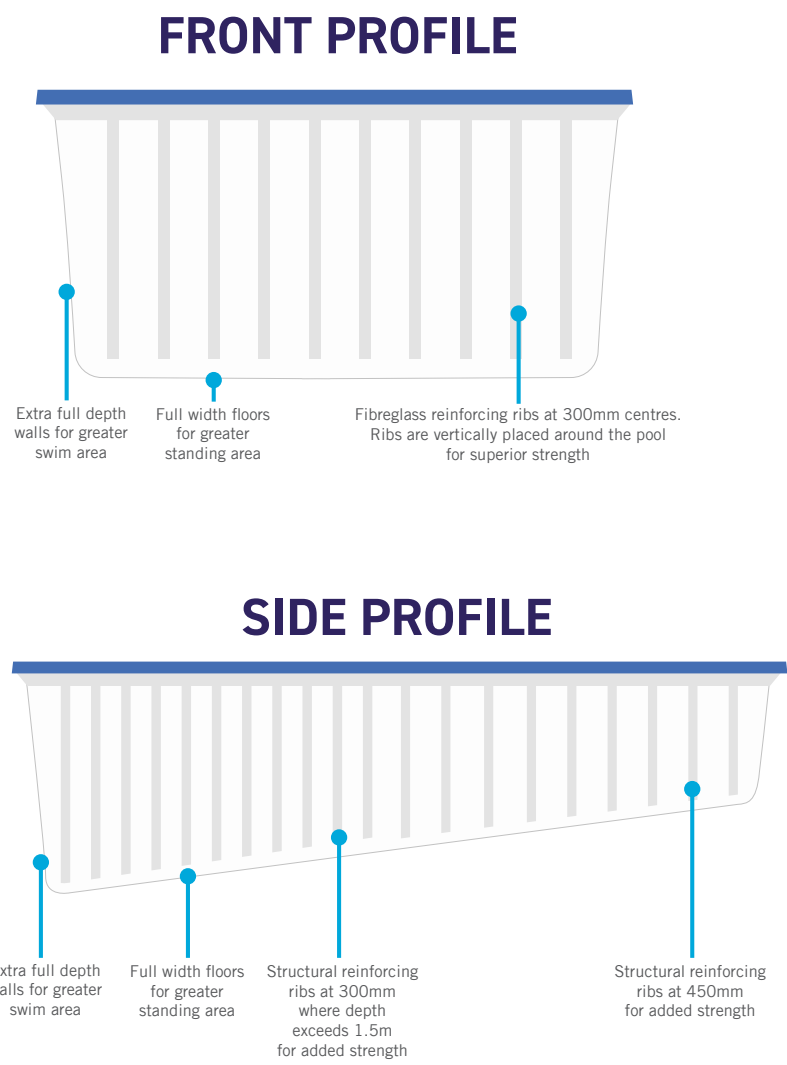 FRONT PROFILE
Extra full depth
walls for greater
swim area
Full width floors
for greater
standing area
Fibreglass reinforcing ribs at 300mm centres.
Ribs are vertically placed around the pool
for superior strength
SIDE PROFILE
xtra full depth
alls for greater
swim area
Full width floors
for greater
standing area
Structural reinforcing
ribs at 300mm
where depth
exceeds 1.5m
for added strength
Structural reinforcing
ribs at 450mm
for added strength